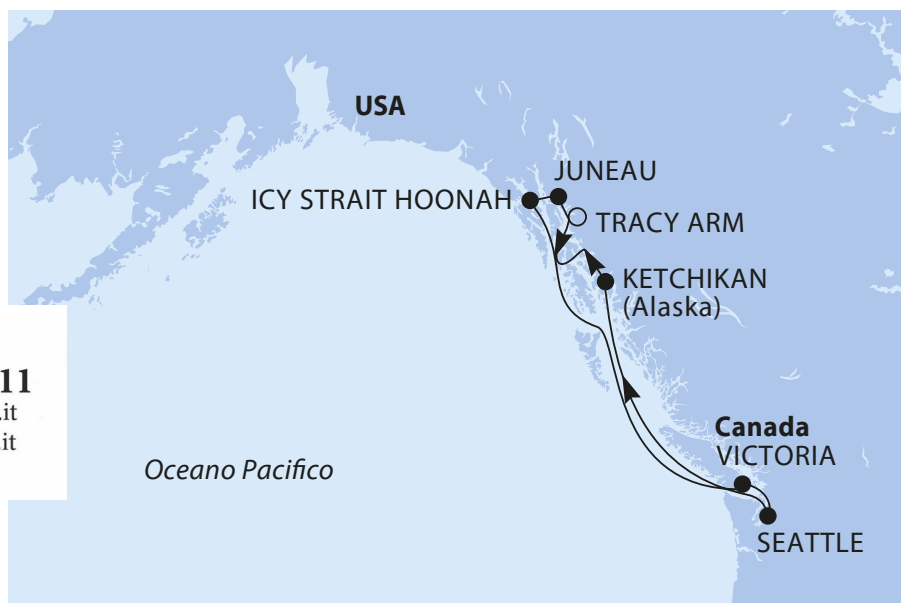 USA
JUNEAU
ICY STRAIT HOONAH
TRACY ARM
KETCHIKAN
(Alaska)
11
.it
.it
Canada
VICTORIA
Oceano Pacifico
SEATTLE